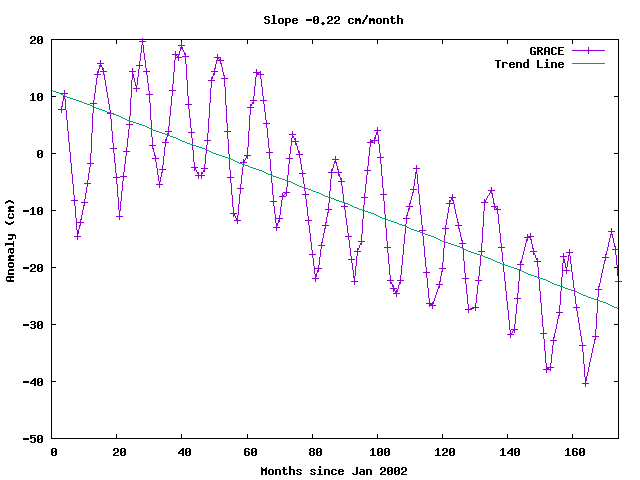 Slope -0.22 cm/month
GRACE
Trend Line
20
10
0
-10
-20
-30
-40
-50
Anomaly (cm)
0 20 40 60 80 100 120 140 160
Months since Jan 2002